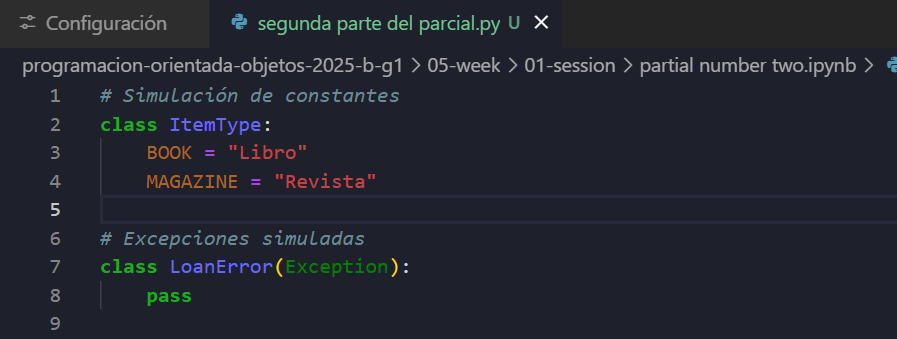 Configuración
segunda parte del parcial.py U
programacion-orientada-objetos-2025-b-g1 > 05-week > 01-session > partial number two.ipynb >
1 # Simulación de constantes
2 class ItemType:
3     BOOK = "Libro"
4     MAGAZINE = "Revista"
5
6 # Excepciones simuladas
7 class LoanError(Exception):
8     pass
9